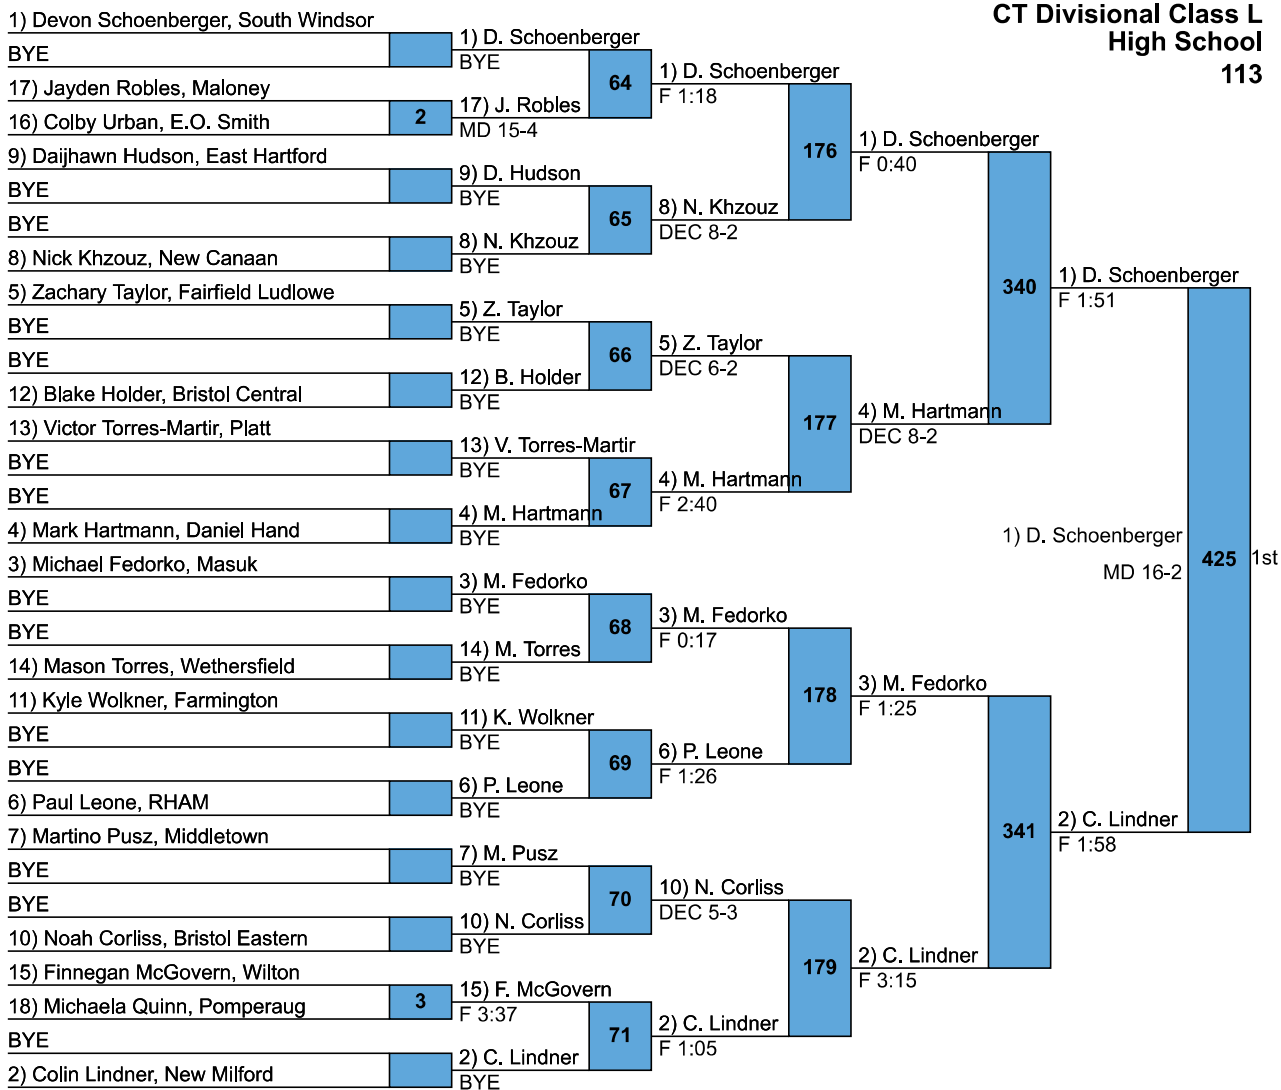 CT Divisional Class L
High School
113
1) Devon Schoenberger, South Windsor
BYE
17) Jayden Robles, Maloney
16) Colby Urban, E.O. Smith
2
9) Daijhawn Hudson, East Hartford
BYE
BYE
8) Nick Khzouz, New Canaan
5) Zachary Taylor, Fairfield Ludlowe
BYE
BYE
12) Blake Holder, Bristol Central
13) Victor Torres-Martir, Platt
BYE
BYE
4) Mark Hartmann, Daniel Hand
3) Michael Fedorko, Masuk
BYE
BYE
14) Mason Torres, Wethersfield
11) Kyle Wolkner, Farmington
BYE
BYE
6) Paul Leone, RHAM
7) Martino Pusz, Middletown
BYE
BYE
10) Noah Corliss, Bristol Eastern
15) Finnegan McGovern, Wilton
18) Michaela Quinn, Pomperaug
3
BYE
2) Colin Lindner, New Milford
1) D. Schoenberger
BYE
64
17) J. Robles
MD 15-4
9) D. Hudson
BYE
65
8) N. Khzouz
BYE
5) Z. Taylor
BYE
66
12) B. Holder
BYE
13) V. Torres-Martir
BYE
67
4) M. Hartmann
BYE
3) M. Fedorko
BYE
68
14) M. Torres
BYE
11) K. Wolkner
BYE
69
6) P. Leone
BYE
7) M. Pusz
BYE
70
10) N. Corliss
BYE
15) F. McGovern
F 3:37
71
2) C. Lindner
BYE
1) D. Schoenberger
F 1:18
176
8) N. Khzouz
DEC 8-2
5) Z. Taylor
DEC 6-2
177
4) M. Hartmann
F 2:40
3) M. Fedorko
F 0:17
178
6) P. Leone
F 1:26
10) N. Corliss
DEC 5-3
179
2) C. Lindner
F 1:05
1) D. Schoenberger
F 0:40
340
4) M. Hartmann
DEC 8-2
3) M. Fedorko
F 1:25
341
2) C. Lindner
F 3:15
1) D. Schoenberger
F 1:51
2) C. Lindner
F 1:58
1) D. Schoenberger
MD 16-2
425
1st